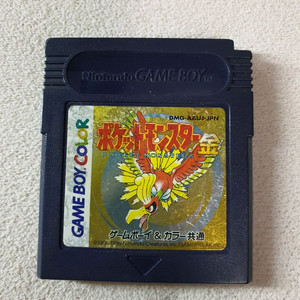 Nintendo GAME BOY
DMG-AAUJ-JPN
ポケットモンスター
金
GAME BOY COLOR
ゲームボーイ&カラー共通